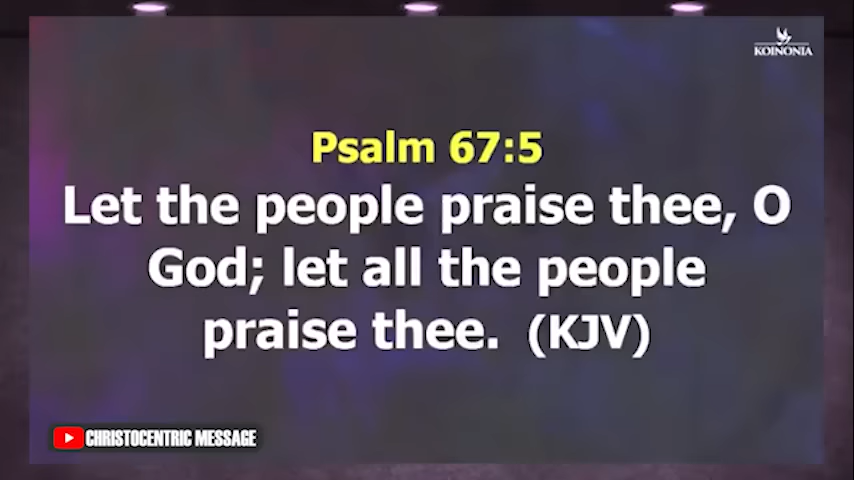 KOINONIA
Psalm 67:5
Let the people praise thee, O
God; let all the people
praise thee. (KJV)
CHRISTOCENTRIC MESSAGE